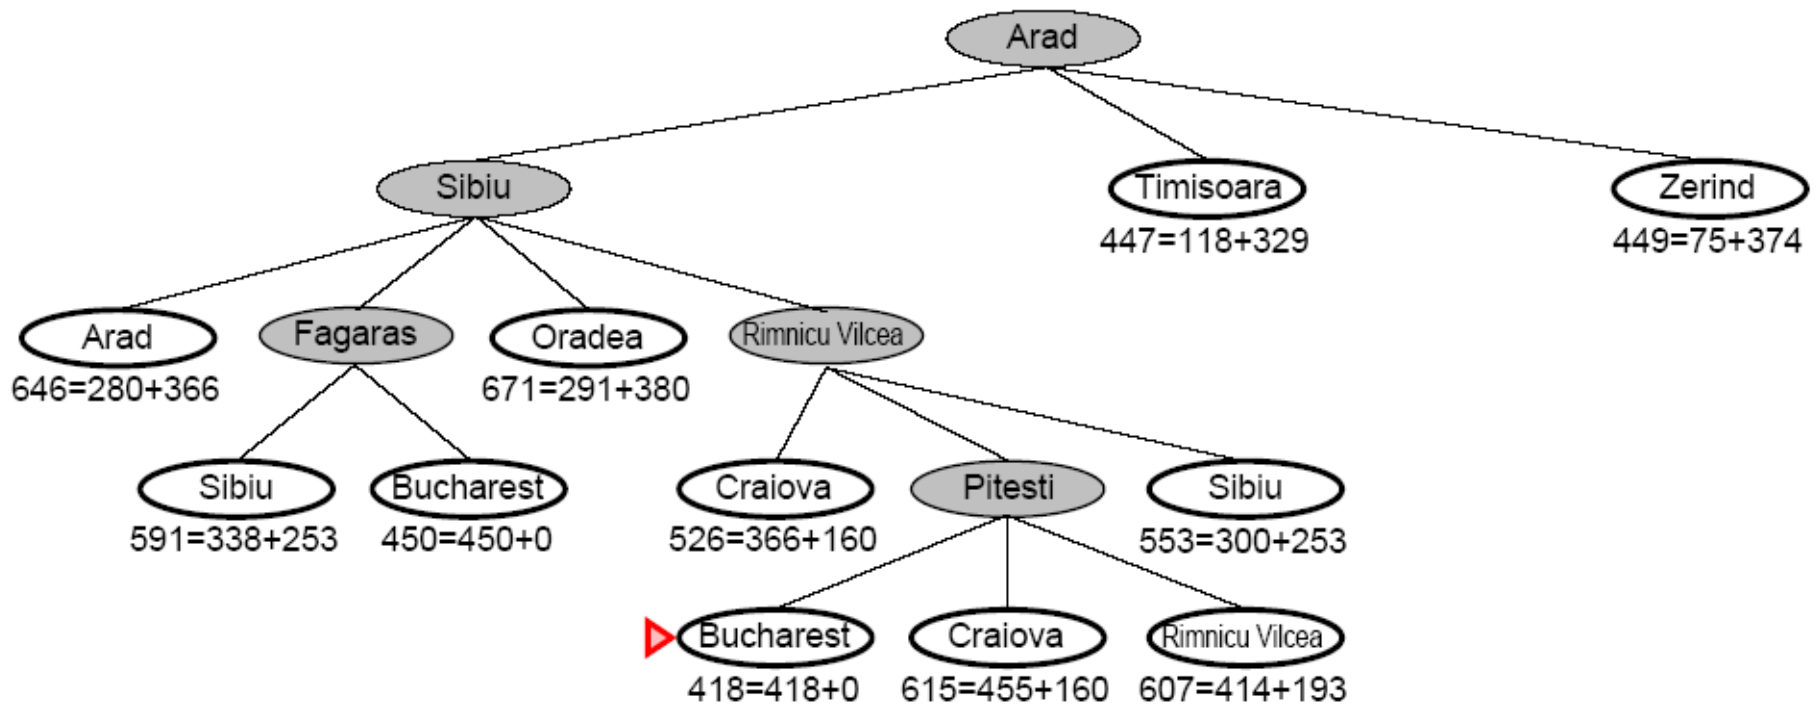 Arad
Sibiu
Timisoara
Zerind
447=118+329
449=75+374
Arad
Fagaras
Oradea
Rimnicu Vilcea
646=280+366
671=291+380
Sibiu
Bucharest
Craiova
Pitesti
Sibiu
591=338+253
450=450+0
526=366+160
553=300+253
Bucharest
Craiova
Rimnicu Vilcea
418=418+0
615=455+160
607=414+193